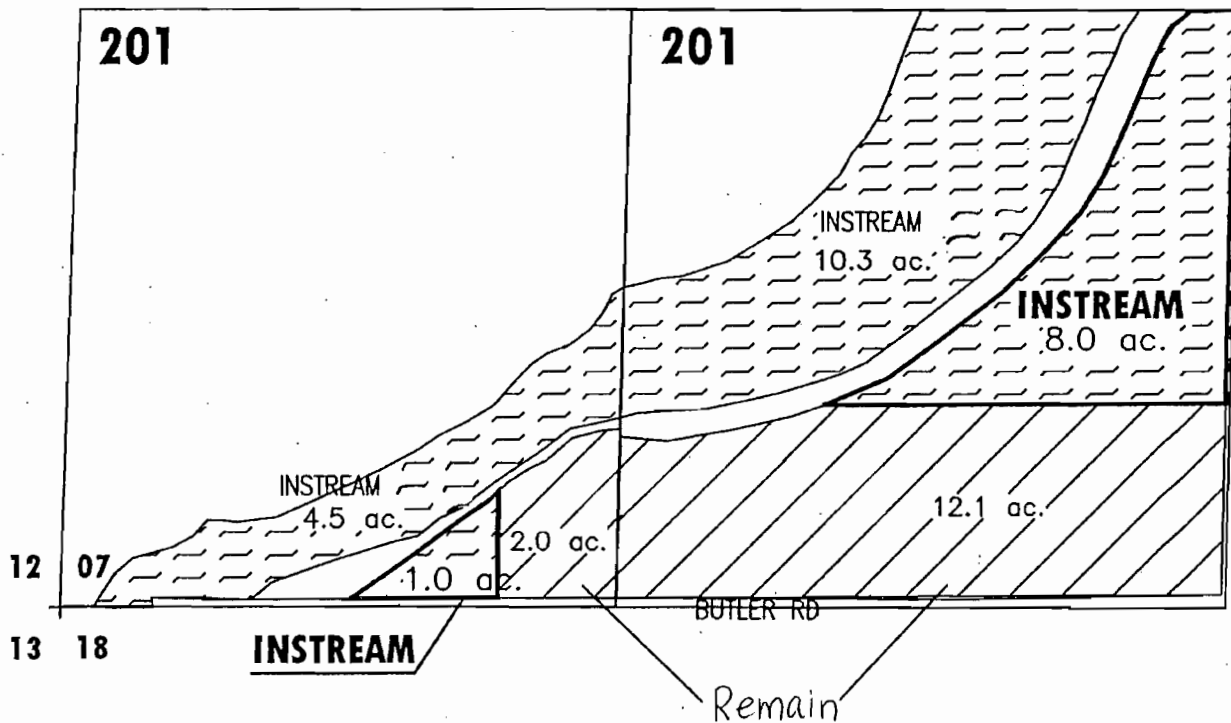 201
201
INSTREAM
10.3 ac.
INSTREAM
8.0 ac.
INSTREAM
4.5 ac.
12.1 ac.
2.0 ac.
1.0 ac.
12 07
BUTLER RD
13 18
INSTREAM
Remain